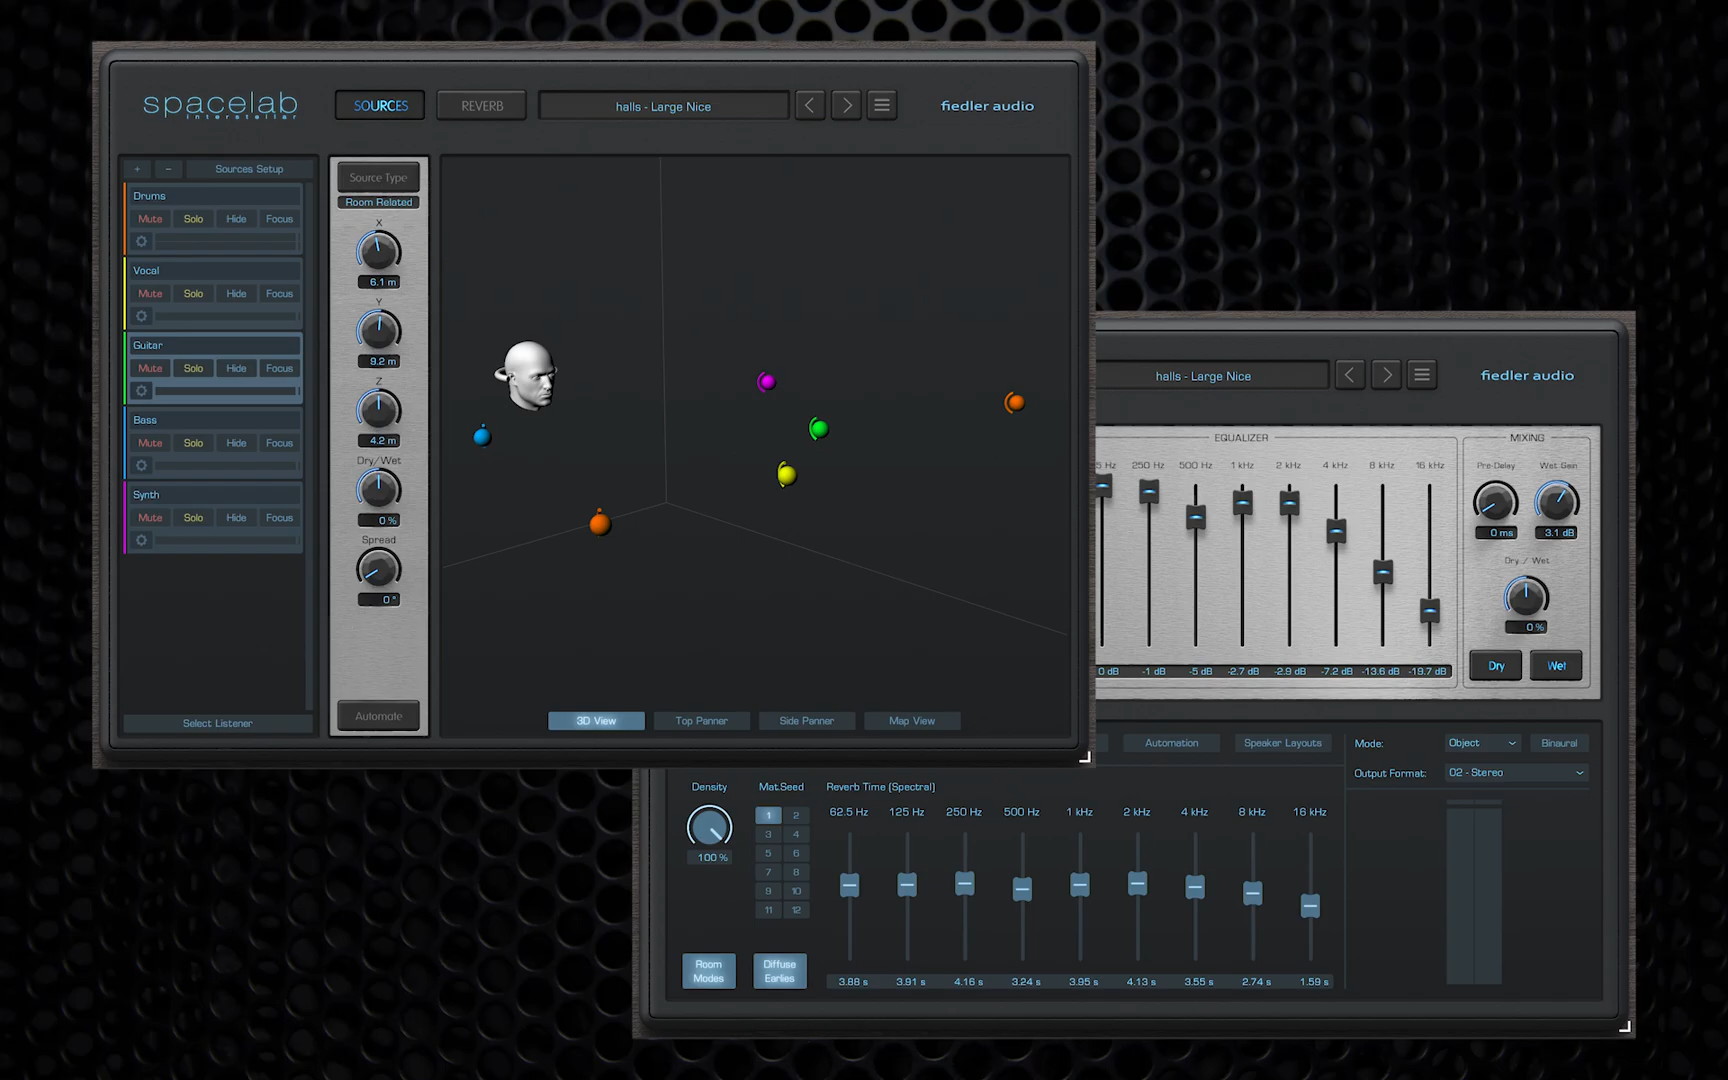 spacelab
interstellar
SOURCES
REVERB
halls - Large Nice
fiedler audio
+ - Sources Setup
Drums
Mute Solo Hide Focus
Vocal
Mute Solo Hide Focus
Guitar
Mute Solo Hide Focus
Bass
Mute Solo Hide Focus
Synth
Mute Solo Hide Focus
Select Listener
Source Type
Room Related
X
6.1 m
Y
9.2 m
Z
4.2 m
Dry/Wet
0 %
Spread
0 °
Automate
3D View Top Panner Side Panner Map View
halls - Large Nice
fiedler audio
EQUALIZER
5 Hz 250 Hz 500 Hz 1 kHz 2 kHz 4 kHz 8 kHz 16 kHz
0 dB -1 dB -5 dB -2.7 dB -2.9 dB -7.2 dB -13.6 dB -19.7 dB
MIXING
Pre-Delay Wet Gain
0 ms 3.1 dB
Dry / Wet
0 %
Dry Wet
Automation Speaker Layouts
Mode: Object Binaural
Output Format: 02 - Stereo
Density
100 %
Mat.Seed
1 2
3 4
5 6
7 8
9 10
11 12
Room
Modes
Diffuse
Earlies
Reverb Time (Spectral)
62.5 Hz 125 Hz 250 Hz 500 Hz 1 kHz 2 kHz 4 kHz 8 kHz 16 kHz
3.88 s 3.91 s 4.16 s 3.24 s 3.95 s 4.13 s 3.55 s 2.74 s 1.59 s